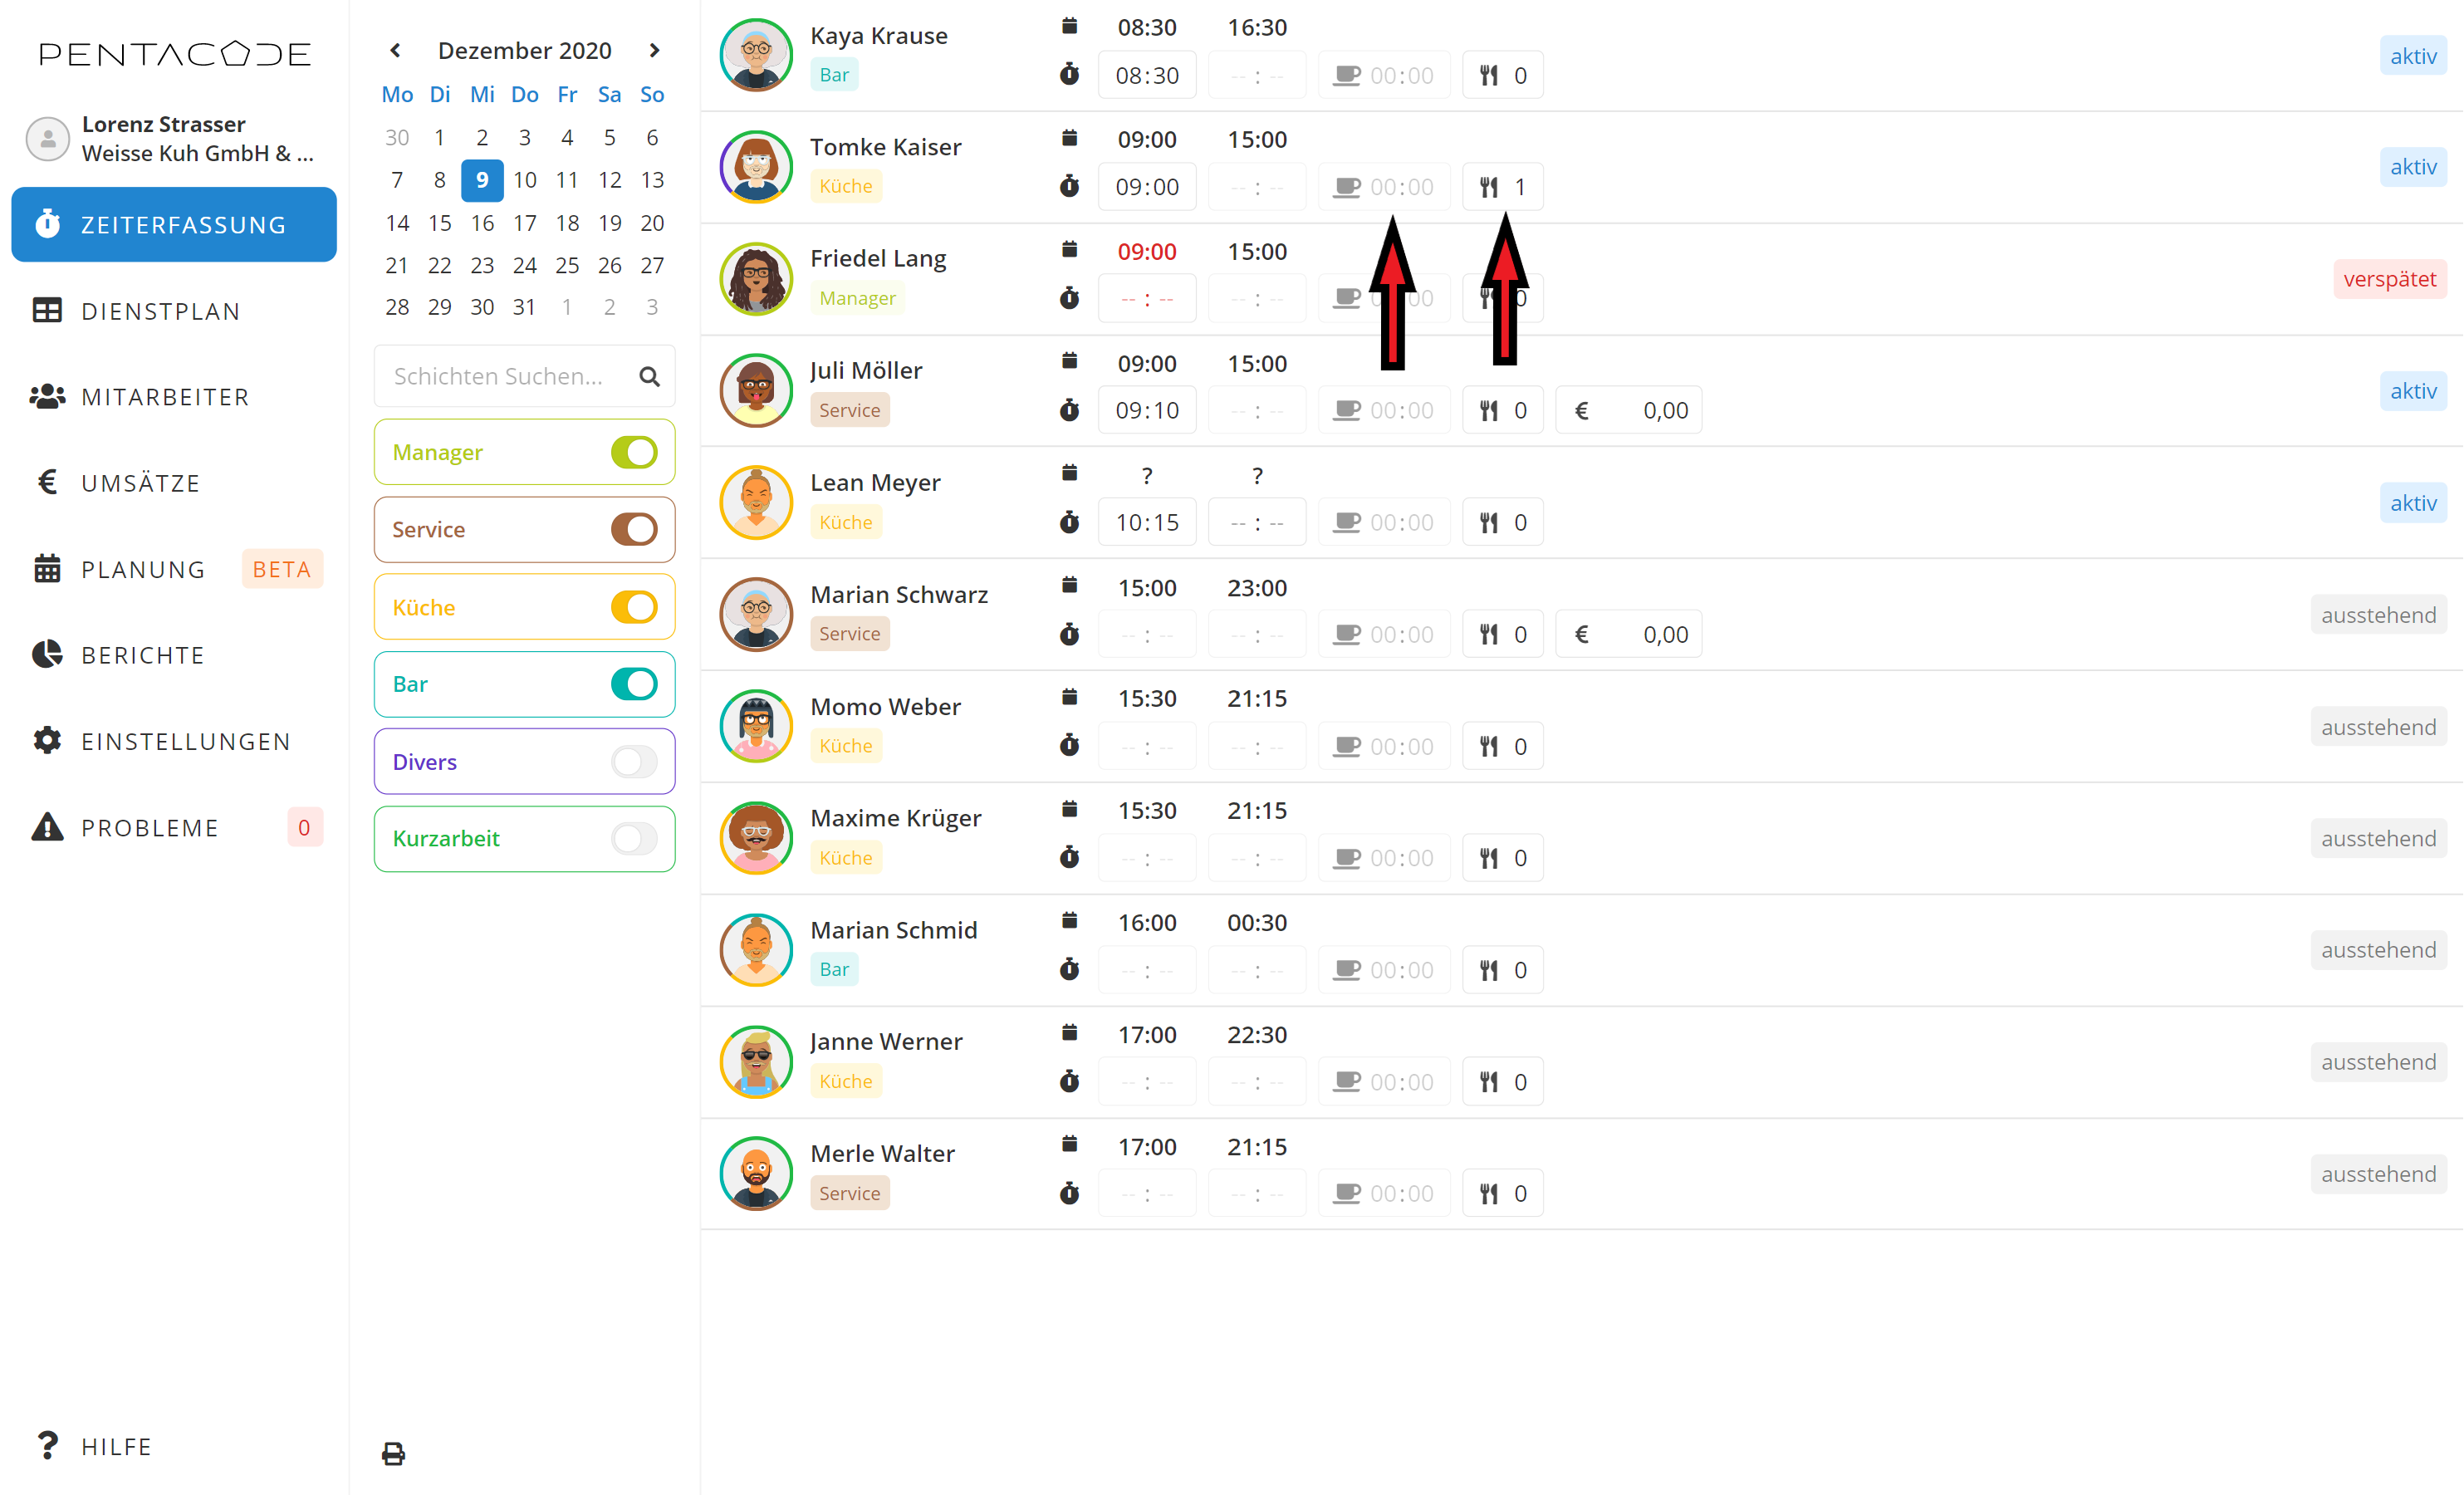 PENTACODE
Lorenz Strasser
Weisse Kuh GmbH & ...
ZEITERFASSUNG
DIENSTPLAN
MITARBEITER
UMSÄTZE
PLANUNG BETA
BERICHTE
EINSTELLUNGEN
PROBLEME 0
HILFE
Dezember 2020
Mo Di Mi Do Fr Sa So
30 1 2 3 4 5 6
7 8 9 10 11 12 13
14 15 16 17 18 19 20
21 22 23 24 25 26 27
28 29 30 31 1 2 3
Schichten Suchen...
Manager
Service
Küche
Bar
Divers
Kurzarbeit
Kaya Krause 08:30 16:30
Bar 08:30 -- : -- 00:00 0 aktiv
Tomke Kaiser 09:00 15:00
Küche 09:00 -- : -- 00:00 1 aktiv
Friedel Lang 09:00 15:00
Manager -- : -- -- : -- 00 0 verspätet
Juli Möller 09:00 15:00
Service 09:10 -- : -- 00:00 0 € 0,00 aktiv
Lean Meyer ? ?
Küche 10:15 -- : -- 00:00 0 aktiv
Marian Schwarz 15:00 23:00
Service -- : -- -- : -- 00:00 0 € 0,00 ausstehend
Momo Weber 15:30 21:15
Küche -- : -- -- : -- 00:00 0 ausstehend
Maxime Krüger 15:30 21:15
Küche -- : -- -- : -- 00:00 0 ausstehend
Marian Schmid 16:00 00:30
Bar -- : -- -- : -- 00:00 0 ausstehend
Janne Werner 17:00 22:30
Küche -- : -- -- : -- 00:00 0 ausstehend
Merle Walter 17:00 21:15
Service -- : -- -- : -- 00:00 0 ausstehend